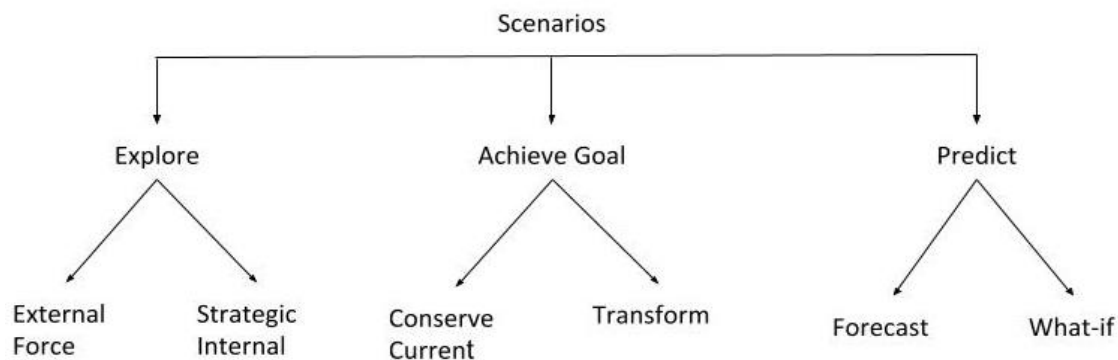 Scenarios
Explore
Achieve Goal
Predict
External
Force
Strategic
Internal
Conserve
Current
Transform
Forecast
What-if